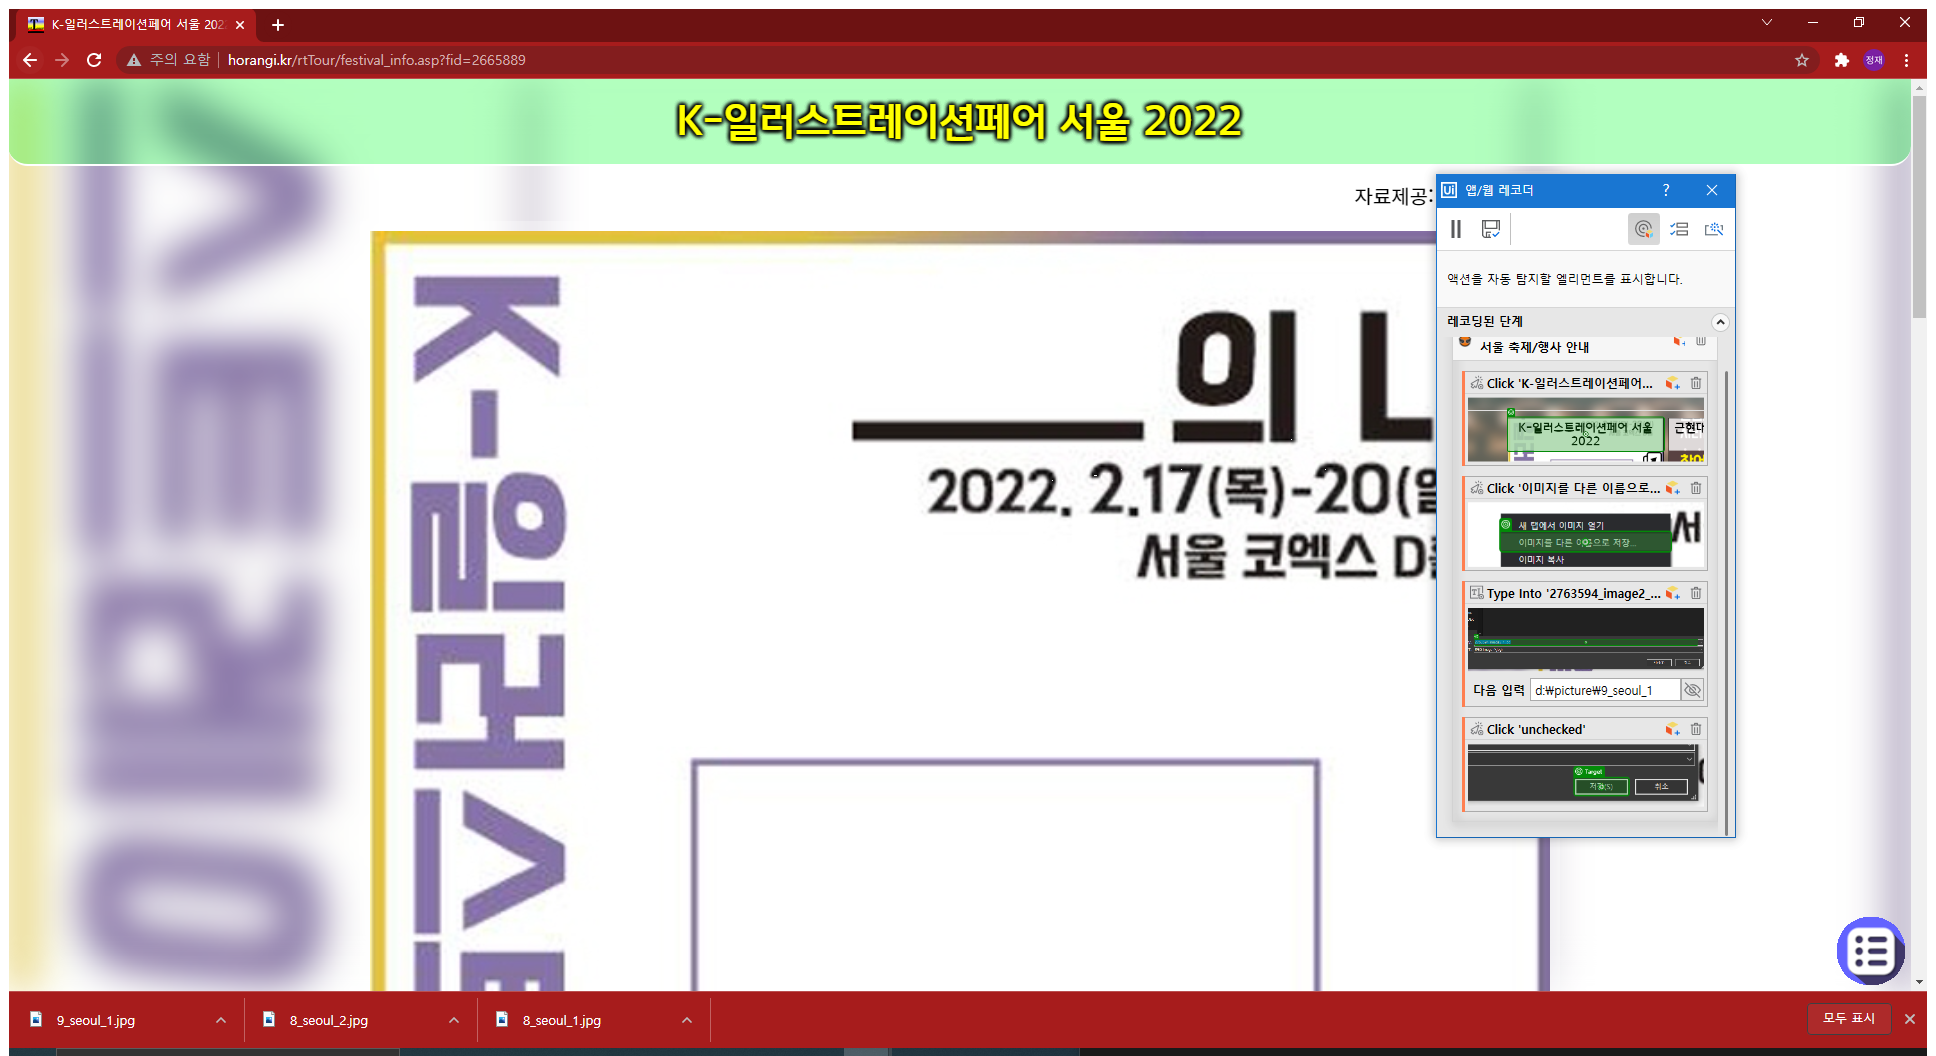 K-일러스트레이션페어 서울 202
주의 요함
horangi.kr/rtTour/festival_info.asp?fid=2665889
정재
K-일러스트레이션페어 서울 2022
자료제공:
K-일러스트
의 나
2022. 2.17(목)-20(일
서울 코엑스 D홀
Ui 앱/웹 레코더
?
액션을 자동 탐지할 엘리먼트를 표시합니다.
레코딩된 단계
서울 축제/행사 안내
Click 'K-일러스트레이션페어...
K-일러스트레이션페어 서울
2022
근현대
Click '이미지를 다른 이름으로...
새 탭에서 이미지 열기
이미지를 다른 이름으로 저장...
이미지 복사
서
Type Into '2763594_image2_...
다음 입력
d:₩picture₩9_seoul_1
Click 'unchecked'
Target
저장(S)
취소
9_seoul_1.jpg
8_seoul_2.jpg
8_seoul_1.jpg
모두 표시